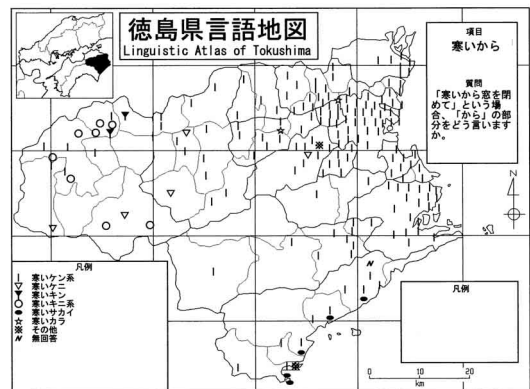 徳島県言語地図
Linguistic Atlas of Tokushima
項目
寒いから
質問
「寒いから窓を閉
めて」という場
合、「から」の部
分をどう言います
か。
N
凡例
寒いケン系
寒いケニ
寒いキン
寒いキニ系
寒いサカイ
寒いカラ
その他
無回答
凡例
0 10 20
km